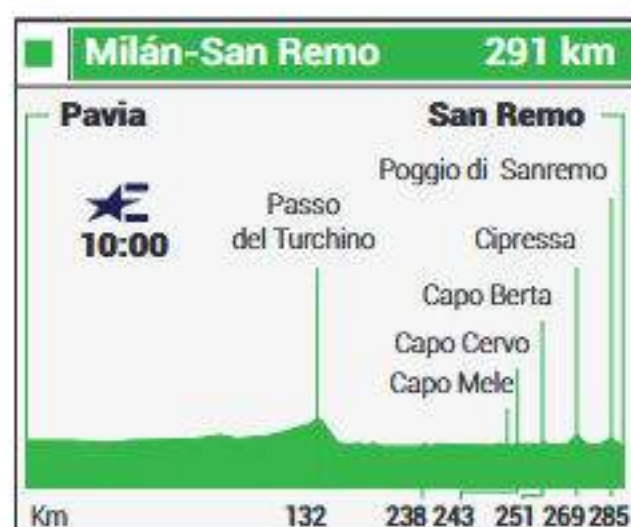 Milán-San Remo 291 km
Pavia San Remo
Poggio di Sanremo
Passo
del Turchino
Cipressa
10:00
Capo Berta
Capo Cervo
Capo Mele
Km 132 238 243 251 269 285